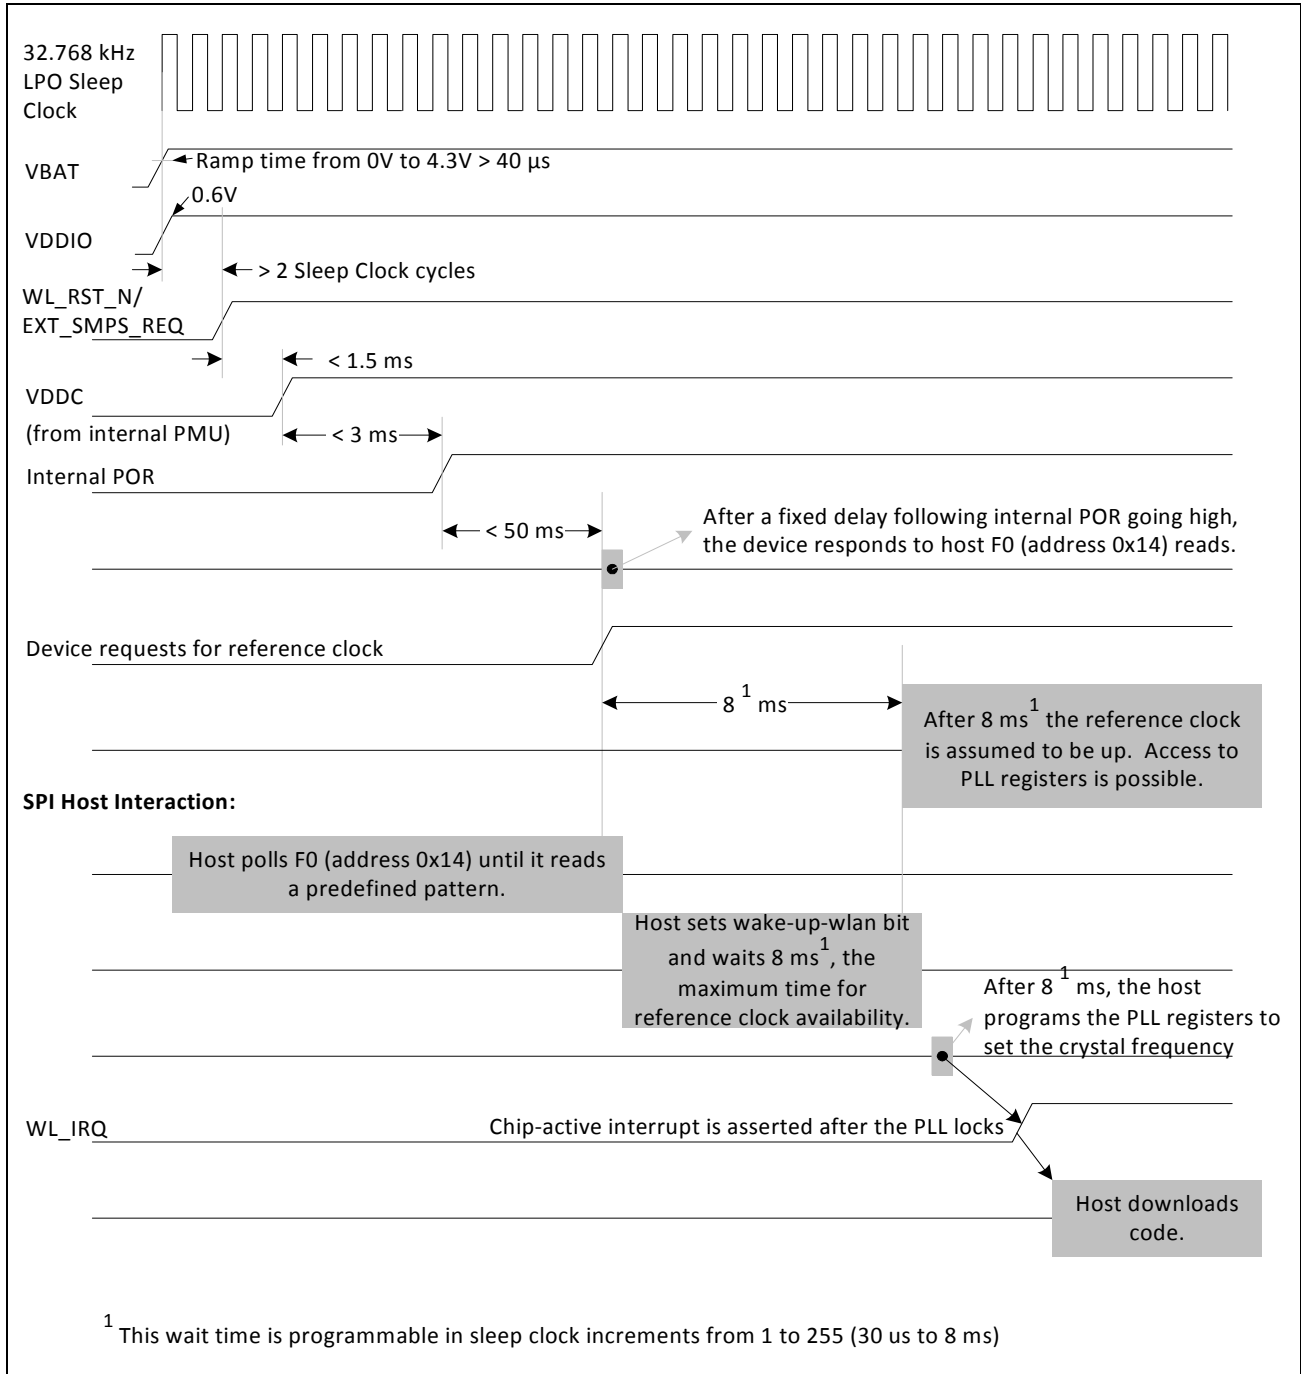 32.768 kHz
LPO Sleep
Clock
VBAT
Ramp time from 0V to 4.3V > 40 µs
0.6V
VDDIO
> 2 Sleep Clock cycles
WL_RST_N/
EXT_SMPS_REQ
< 1.5 ms
VDDC
(from internal PMU)
< 3 ms
Internal POR
< 50 ms
After a fixed delay following internal POR going high,
the device responds to host F0 (address 0x14) reads.
Device requests for reference clock
8 1 ms
After 8 ms1 the reference clock
is assumed to be up. Access to
PLL registers is possible.
SPI Host Interaction:
Host polls F0 (address 0x14) until it reads
a predefined pattern.
Host sets wake-up-wlan bit
and waits 8 ms1, the
maximum time for
reference clock availability.
After 8 1 ms, the host
programs the PLL registers to
set the crystal frequency
WL_IRQ
Chip-active interrupt is asserted after the PLL locks
Host downloads
code.
1 This wait time is programmable in sleep clock increments from 1 to 255 (30 us to 8 ms)